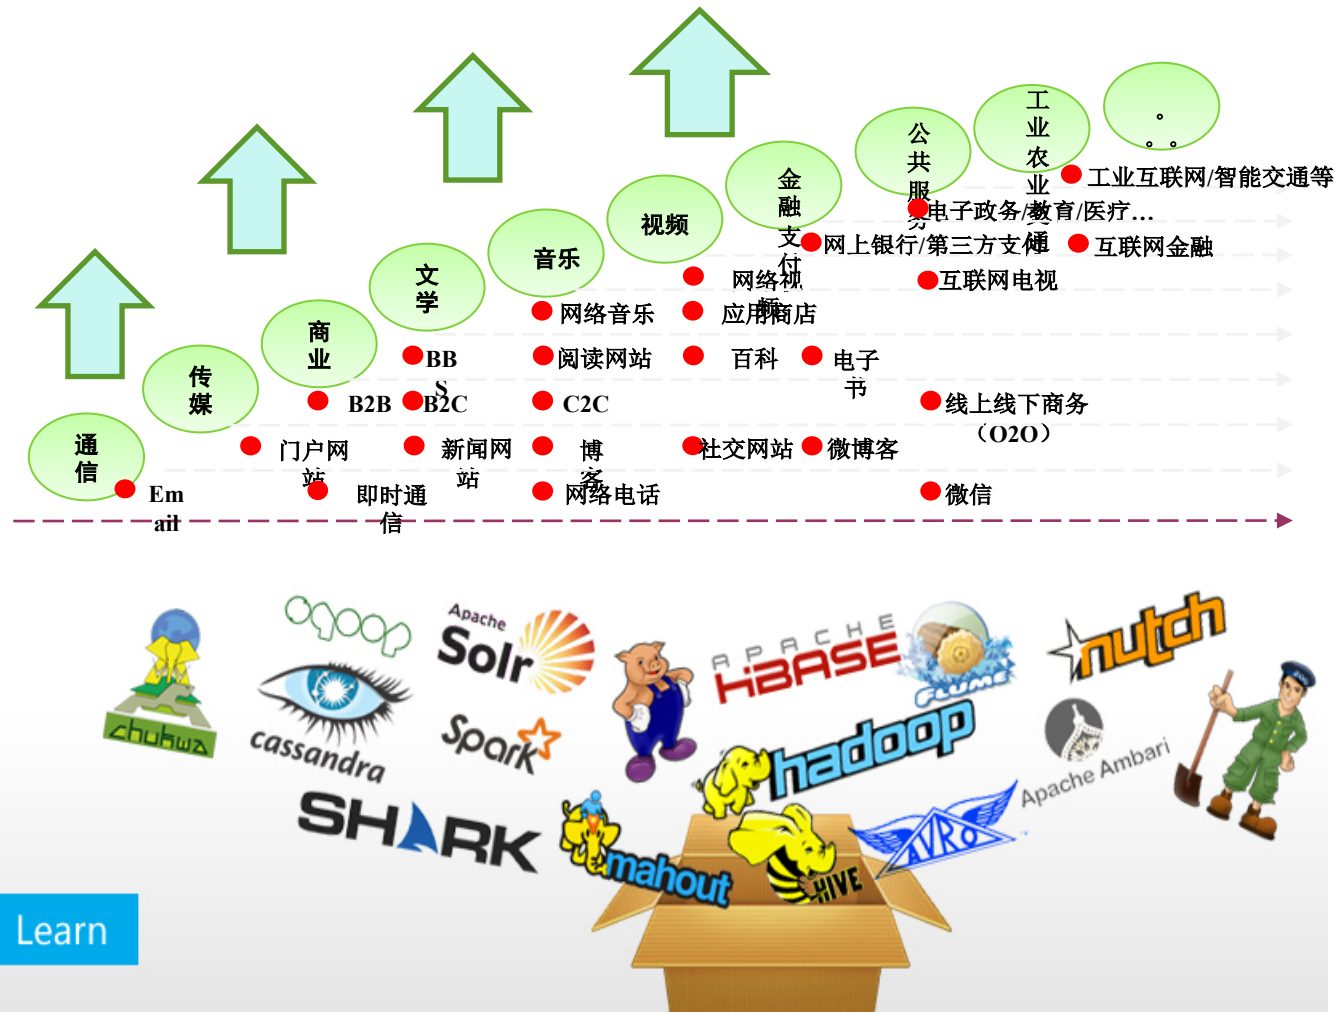 工
业
农
业
交
通
。
。。
公
共
服
务
工业互联网/智能交通等
金
融
支
付
电子政务/教育/医疗…
视频
网上银行/第三方支付
互联网金融
音乐
网络视
频
互联网电视
文
学
网络音乐
应用商店
商
业
BB
S
阅读网站
百科
电子
书
传
媒
B2B
B2C
C2C
线上线下商务
（O2O）
通
信
门户网
站
新闻网
站
博
客
社交网站
微博客
Em
ail
即时通
信
网络电话
微信
chukwa
sqoop
Apache
Solr
cassandra
Spark
SHARK
mahout
APACHE
HBASE
FLUME
hadoop
HIVE
AVRO
nutch
Apache Ambari
Learn